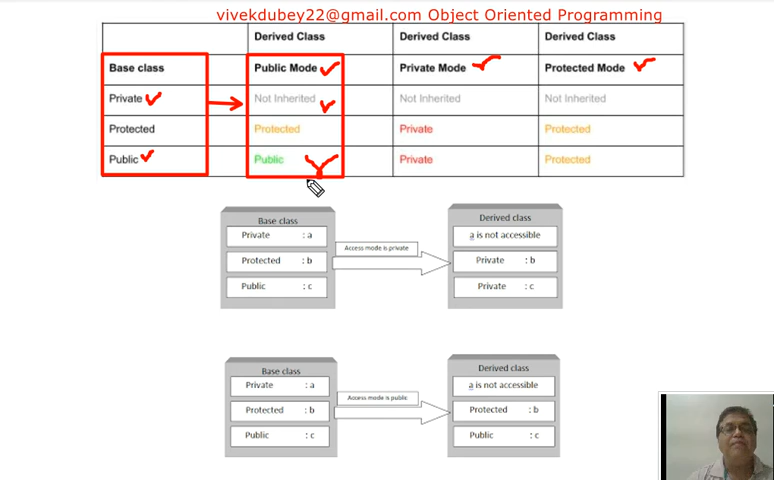 vivekdubey22@gmail.com Object Oriented Programming
Derived Class Derived Class Derived Class
Base class Public Mode Private Mode Protected Mode
Private Not Inherited Not Inherited Not Inherited
Protected Protected Private Protected
Public Public Private Protected
Base class
Private : a
Protected : b
Public : c
Access mode is private
Derived class
a is not accessible
Private : b
Private : c
Base class
Private : a
Protected : b
Public : c
Access mode is public
Derived class
a is not accessible
Protected : b
Public : c